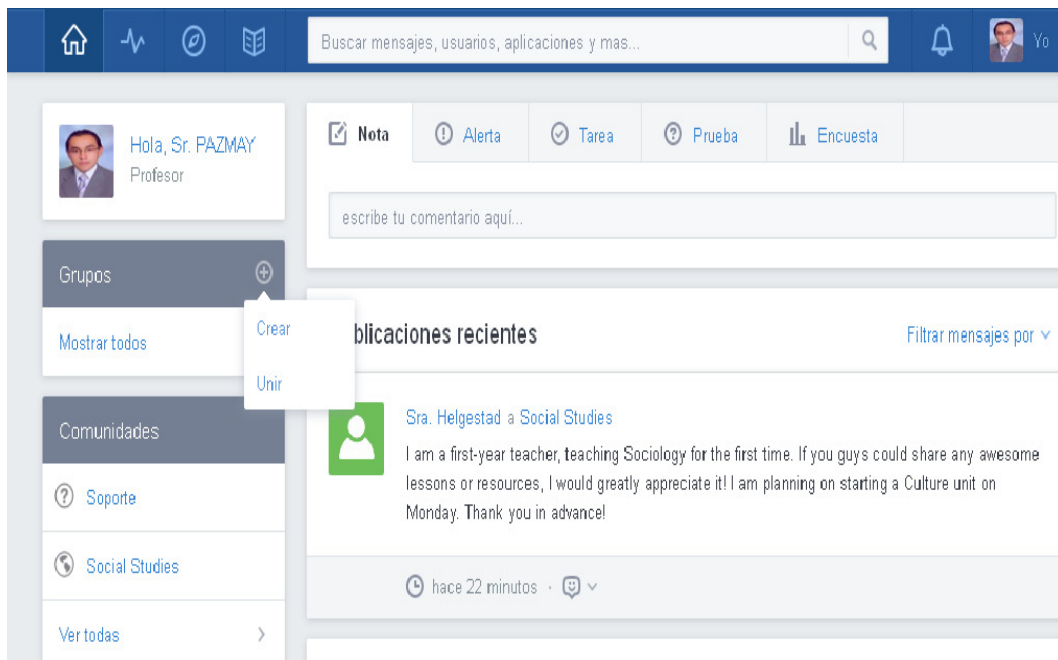 Buscar mensajes, usuarios, aplicaciones y mas...
Yo
Hola, Sr. PAZMAY
Profesor
Nota
Alerta
Tarea
Prueba
Encuesta
escribe tu comentario aquí...
Grupos
Mostrar todos
Crear
Unir
blicaciones recientes
Filtrar mensajes por
Comunidades
Soporte
Social Studies
Ver todas
Sra. Helgestad a Social Studies
I am a first-year teacher, teaching Sociology for the first time. If you guys could share any awesome
lessons or resources, I would greatly appreciate it! I am planning on starting a Culture unit on
Monday. Thank you in advance!
hace 22 minutos ·